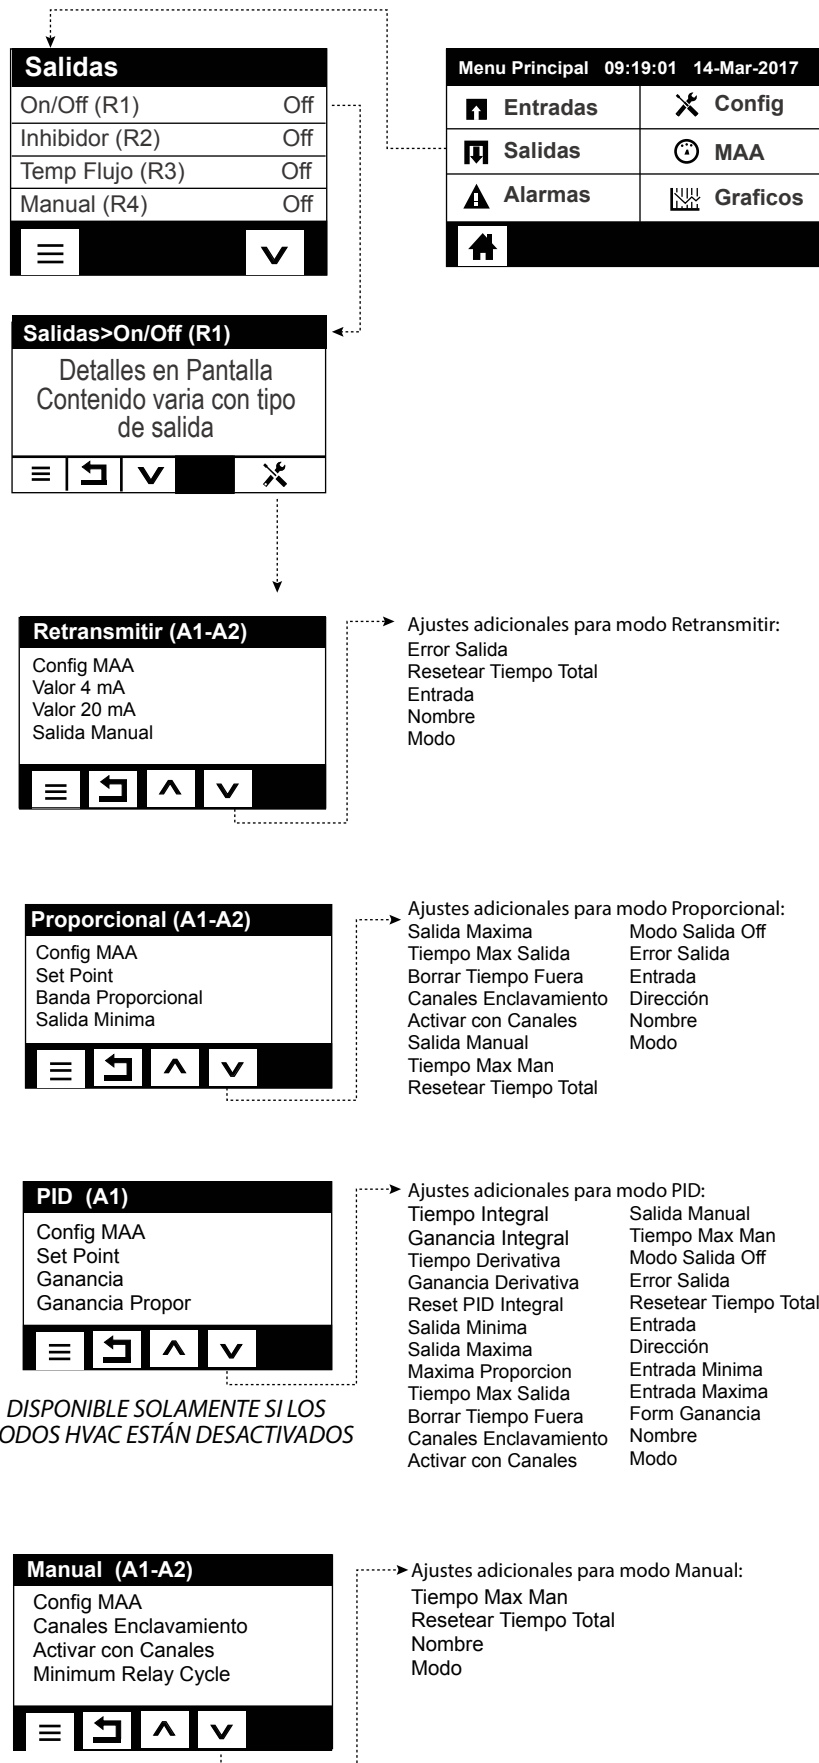 Salidas
On/Off (R1) Off
Inhibidor (R2) Off
Temp Flujo (R3) Off
Manual (R4) Off
Menu Principal 09:19:01 14-Mar-2017
Entradas Config
Salidas MAA
Alarmas Graficos
Salidas>On/Off (R1)
Detalles en Pantalla
Contenido varia con tipo
de salida
Retransmitir (A1-A2)
Config MAA
Valor 4 mA
Valor 20 mA
Salida Manual
Ajustes adicionales para modo Retransmitir:
Error Salida
Resetear Tiempo Total
Entrada
Nombre
Modo
Proporcional (A1-A2)
Config MAA
Set Point
Banda Proporcional
Salida Minima
Ajustes adicionales para modo Proporcional:
Salida Maxima
Tiempo Max Salida
Borrar Tiempo Fuera
Canales Enclavamiento
Activar con Canales
Salida Manual
Tiempo Max Man
Resetear Tiempo Total
Modo Salida Off
Error Salida
Entrada
Dirección
Nombre
Modo
PID (A1)
Config MAA
Set Point
Ganancia
Ganancia Propor
DISPONIBLE SOLAMENTE SI LOS
ODOS HVAC ESTÁN DESACTIVADOS
Ajustes adicionales para modo PID:
Tiempo Integral
Ganancia Integral
Tiempo Derivativa
Ganancia Derivativa
Reset PID Integral
Salida Minima
Salida Maxima
Maxima Proporcion
Tiempo Max Salida
Borrar Tiempo Fuera
Canales Enclavamiento
Activar con Canales
Salida Manual
Tiempo Max Man
Modo Salida Off
Error Salida
Resetear Tiempo Total
Entrada
Dirección
Entrada Minima
Entrada Maxima
Form Ganancia
Nombre
Modo
Manual (A1-A2)
Config MAA
Canales Enclavamiento
Activar con Canales
Minimum Relay Cycle
Ajustes adicionales para modo Manual:
Tiempo Max Man
Resetear Tiempo Total
Nombre
Modo